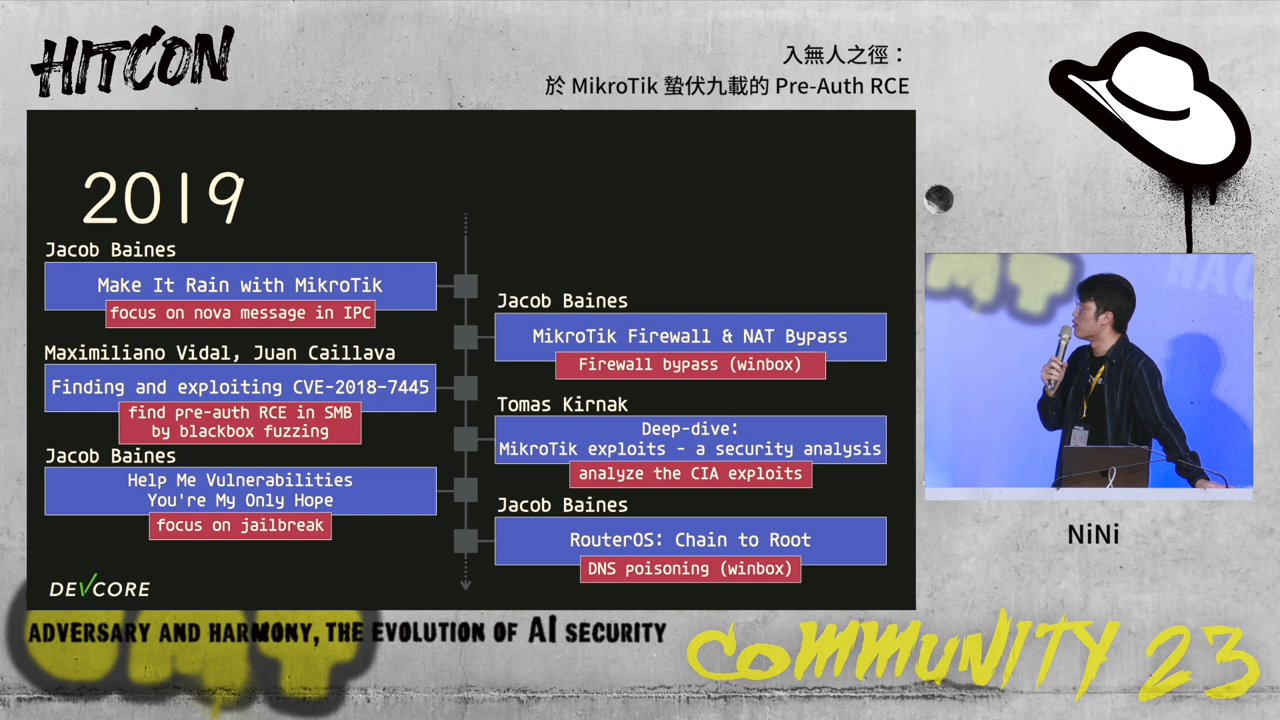 HITCON
入無人之徑：
於 MikroTik 蟄伏九載的 Pre-Auth RCE
2019
Jacob Baines
Make It Rain with MikroTik
focus on nova message in IPC
Jacob Baines
MikroTik Firewall & NAT Bypass
Firewall bypass (winbox)
Maximiliano Vidal, Juan Caillava
Finding and exploiting CVE-2018-7445
find pre-auth RCE in SMB
by blackbox fuzzing
Tomas Kirnak
Deep-dive:
MikroTik exploits - a security analysis
analyze the CIA exploits
Jacob Baines
Help Me Vulnerabilities
You're My Only Hope
focus on jailbreak
Jacob Baines
RouterOS: Chain to Root
DNS poisoning (winbox)
DEVCORE
NiNi
ADVERSARY AND HARMONY, THE EVOLUTION OF AI SECURITY
COMMUNITY 23